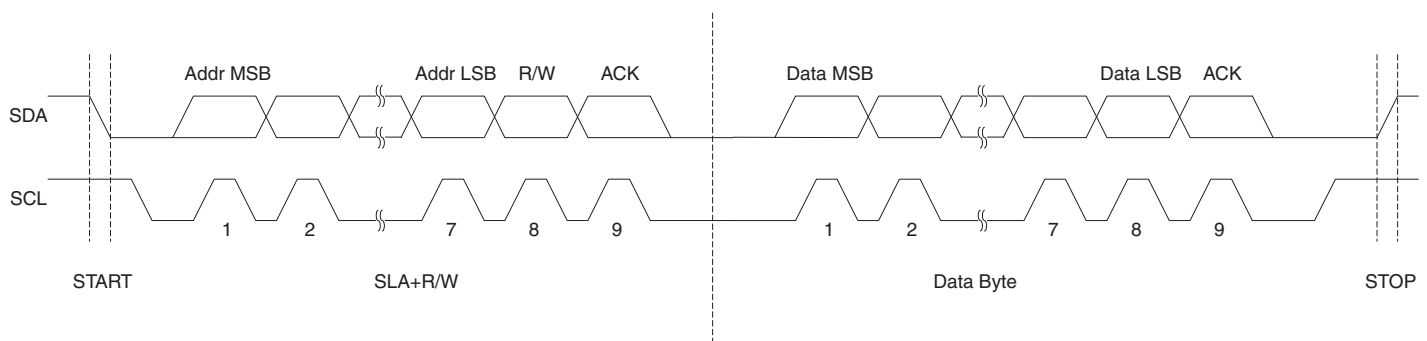 Addr MSB Addr LSB R/W ACK Data MSB Data LSB ACK
SDA
SCL
1 2 7 8 9 1 2 7 8 9
START SLA+R/W Data Byte STOP